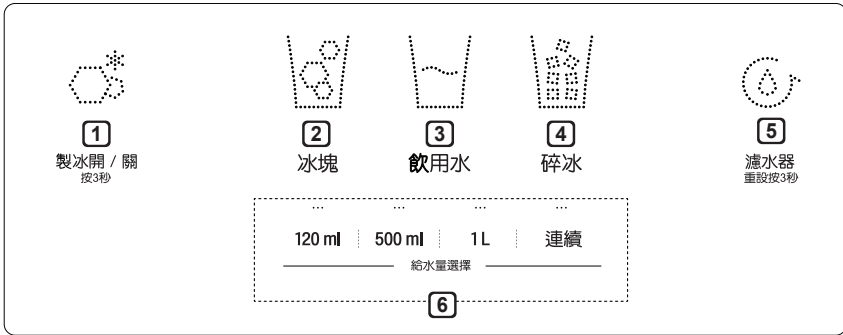 1
製冰開 / 關
按3秒
2
冰塊
3
飲用水
4
碎冰
5
濾水器
重設按3秒
120 ml 500 ml 1 L 連續
給水量選擇
6